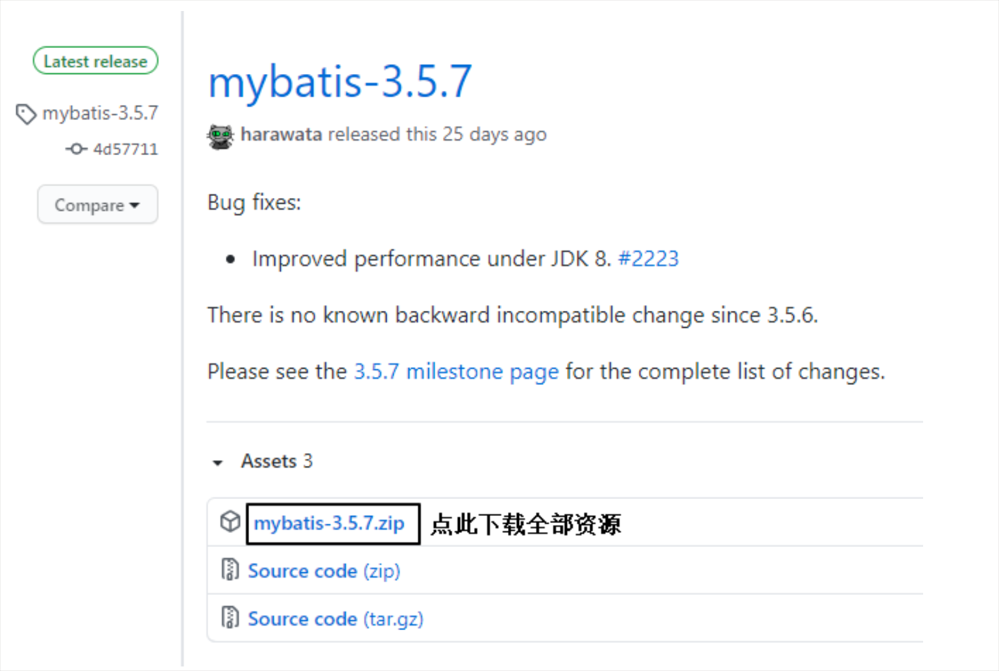 Latest release
mybatis-3.5.7
4d57711
Compare
mybatis-3.5.7
harawata released this 25 days ago
Bug fixes:
Improved performance under JDK 8. #2223
There is no known backward incompatible change since 3.5.6.
Please see the 3.5.7 milestone page for the complete list of changes.
Assets 3
mybatis-3.5.7.zip 点此下载全部资源
Source code (zip)
Source code (tar.gz)